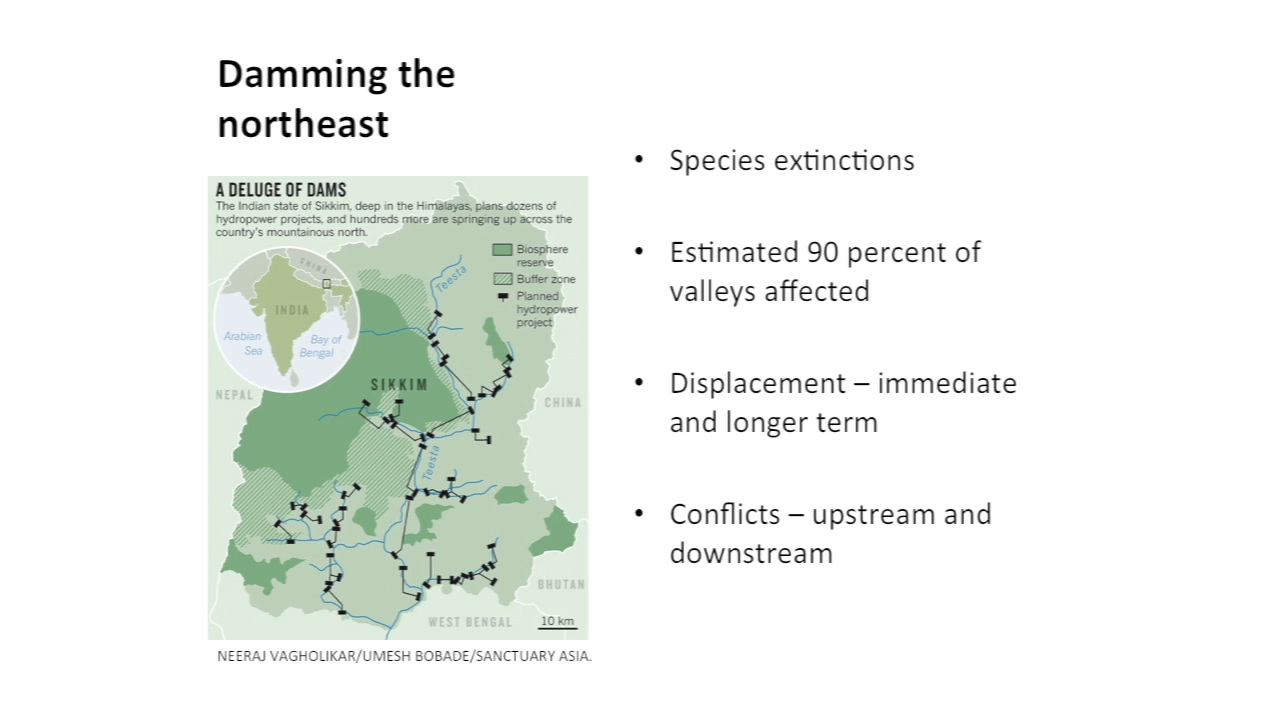 Damming the
northeast
A DELUGE OF DAMS
The Indian state of Sikkim, deep in the Himalayas, plans dozens of
hydropower projects, and hundreds more are springing up across the
country's mountainous north.
Biosphere
reserve
Buffer zone
Planned
hydropower
project
CHINA
INDIA
Arabian
Sea
Bay of
Bengal
Teesta
SIKKIM
NEPAL
CHINA
Teesta
BHUTAN
WEST BENGAL
10 km
NEERAJ VAGHOLIKAR/UMESH BOBADE/SANCTUARY ASIA.
• Species extinctions
• Estimated 90 percent of
valleys affected
• Displacement – immediate
and longer term
• Conflicts – upstream and
downstream